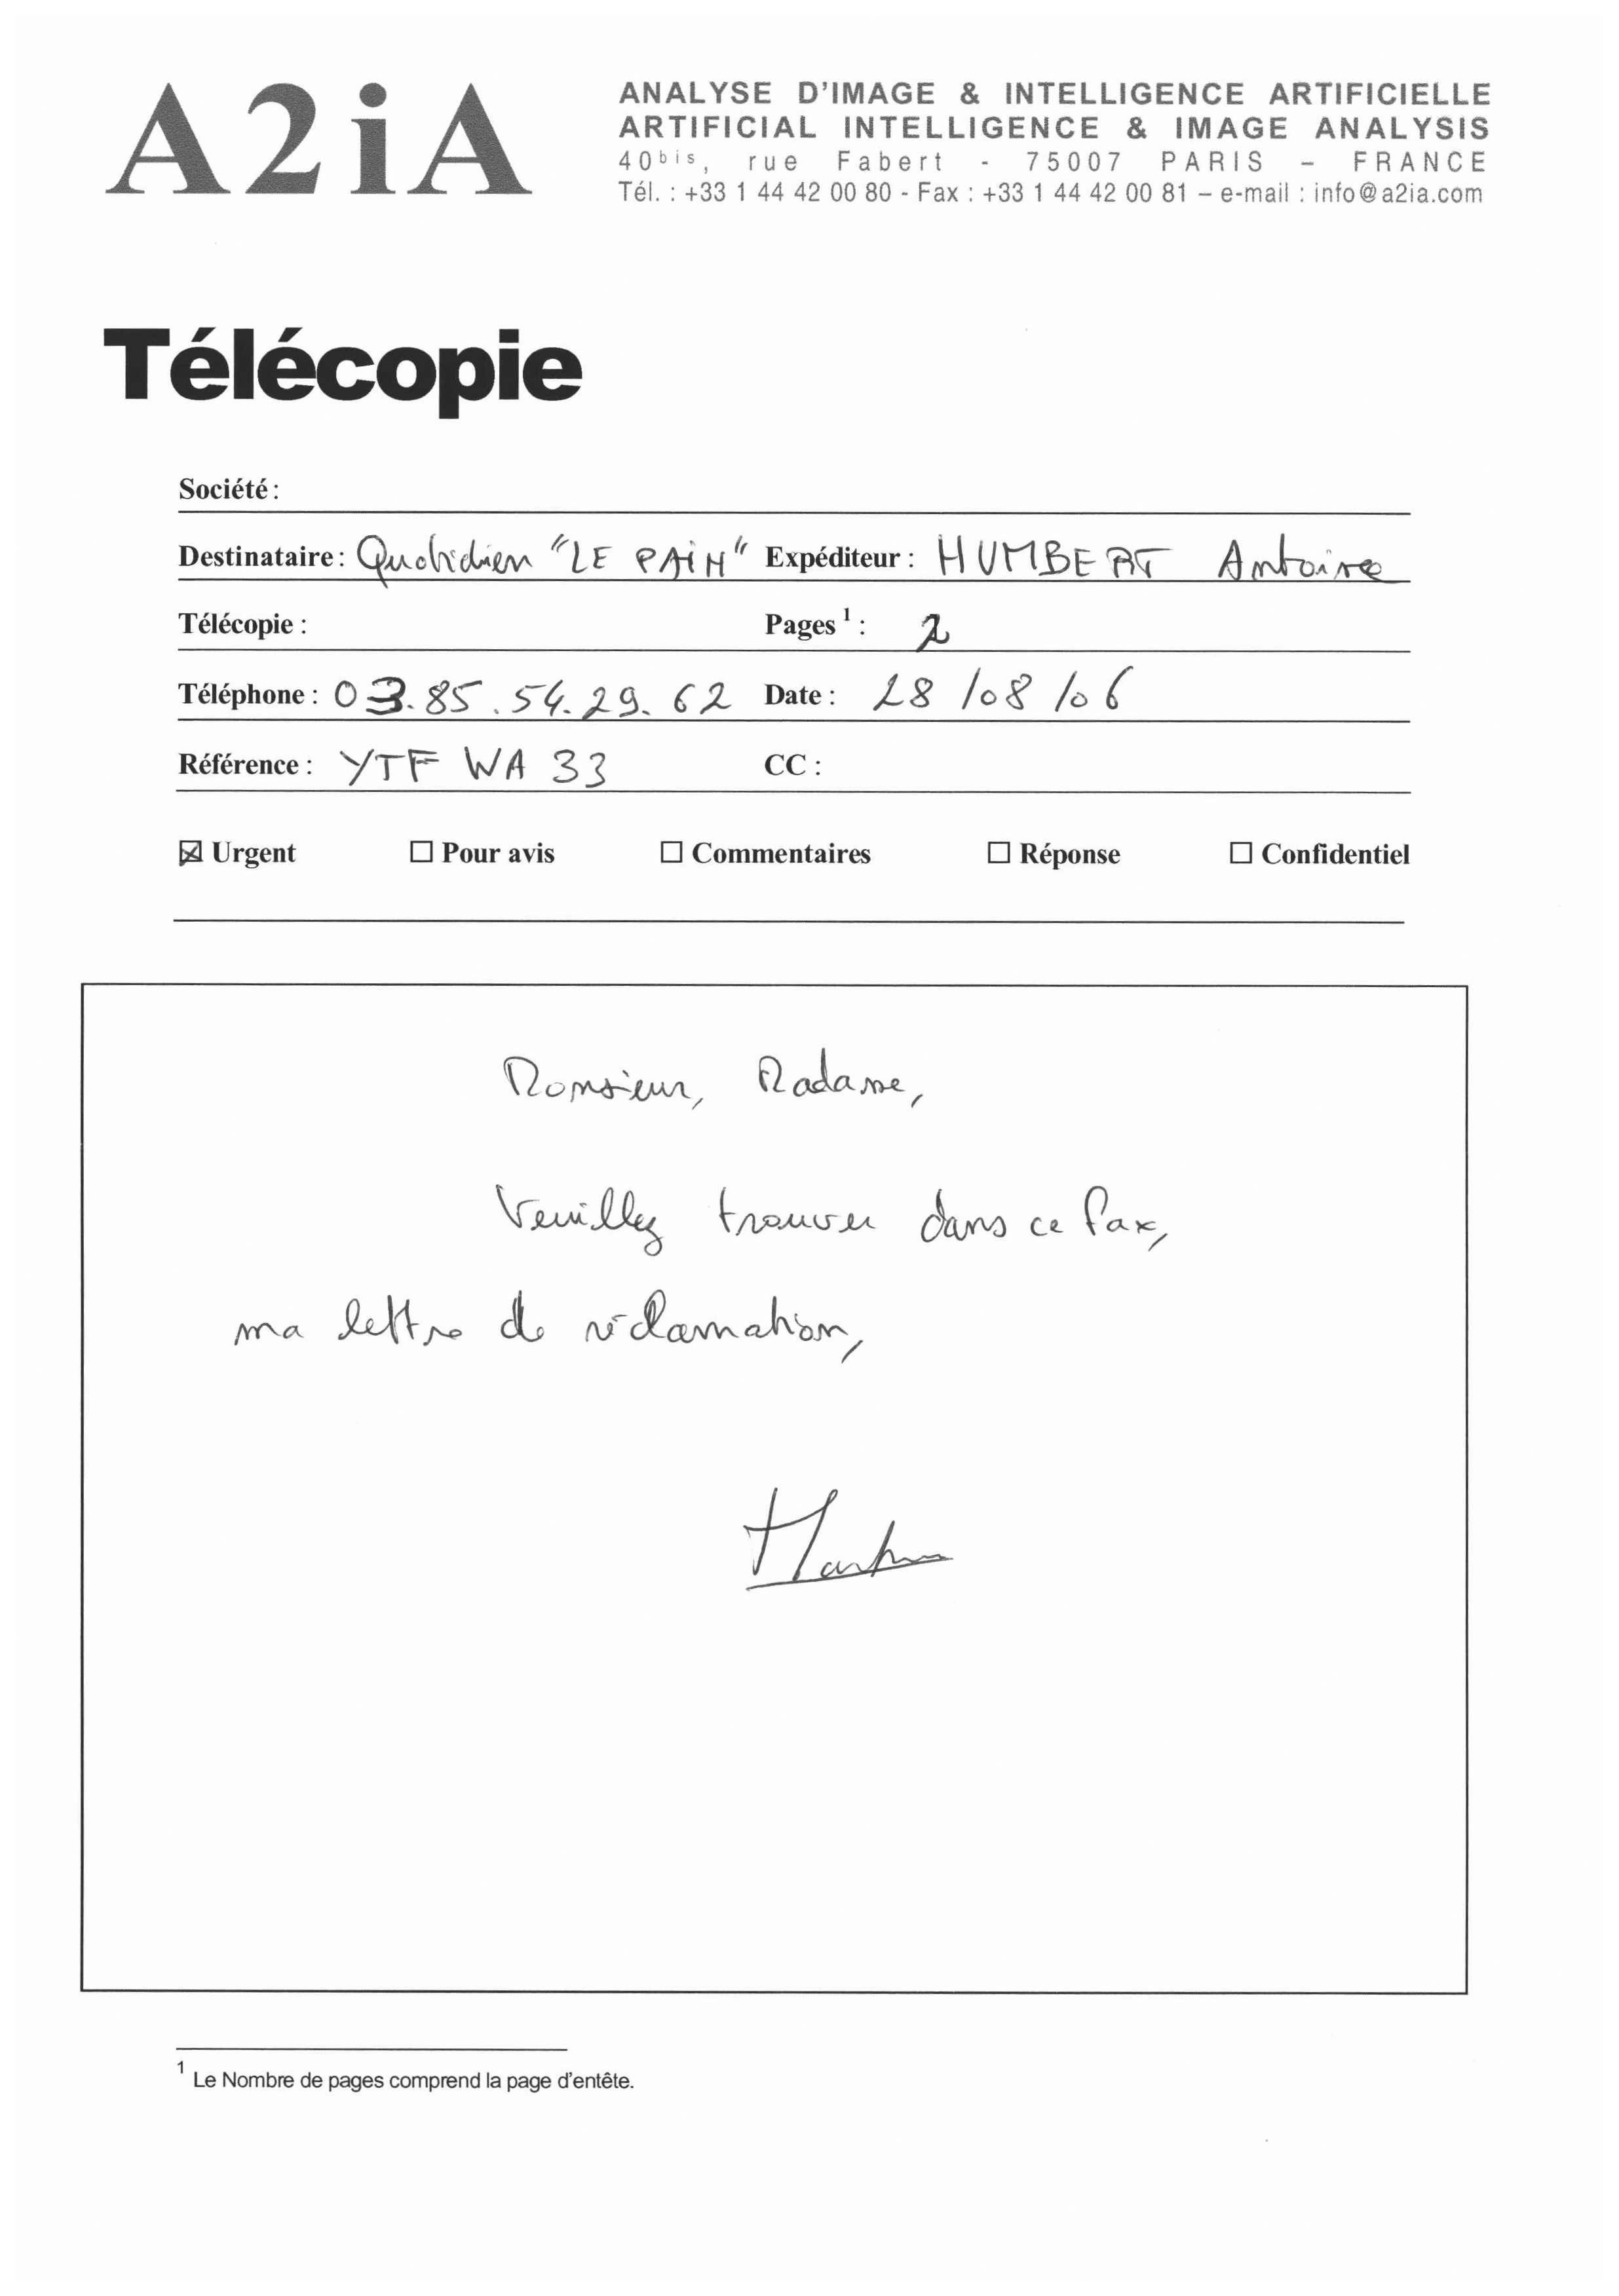 A2iA
ANALYSE D'IMAGE & INTELLIGENCE ARTIFICIELLE
ARTIFICIAL INTELLIGENCE & IMAGE ANALYSIS
40bis, rue Fabert - 75007 PARIS – FRANCE
Tél. : +33 1 44 42 00 80 - Fax : +33 1 44 42 00 81 – e-mail : info@a2ia.com
Télécopie
Société :
Destinataire : Quotidien "LE PAIN" Expéditeur : HUMBERT Antoine
Télécopie : Pages 1 : 2
Téléphone : 03.85.54.29.62 Date : 28/08/06
Référence : YTF WA 33 CC :
☒ Urgent ☐ Pour avis ☐ Commentaires ☐ Réponse ☐ Confidentiel
Monsieur, Madame,
Veuillez trouver dans ce fax,
ma lettre de réclamation,
1 Le Nombre de pages comprend la page d'entête.